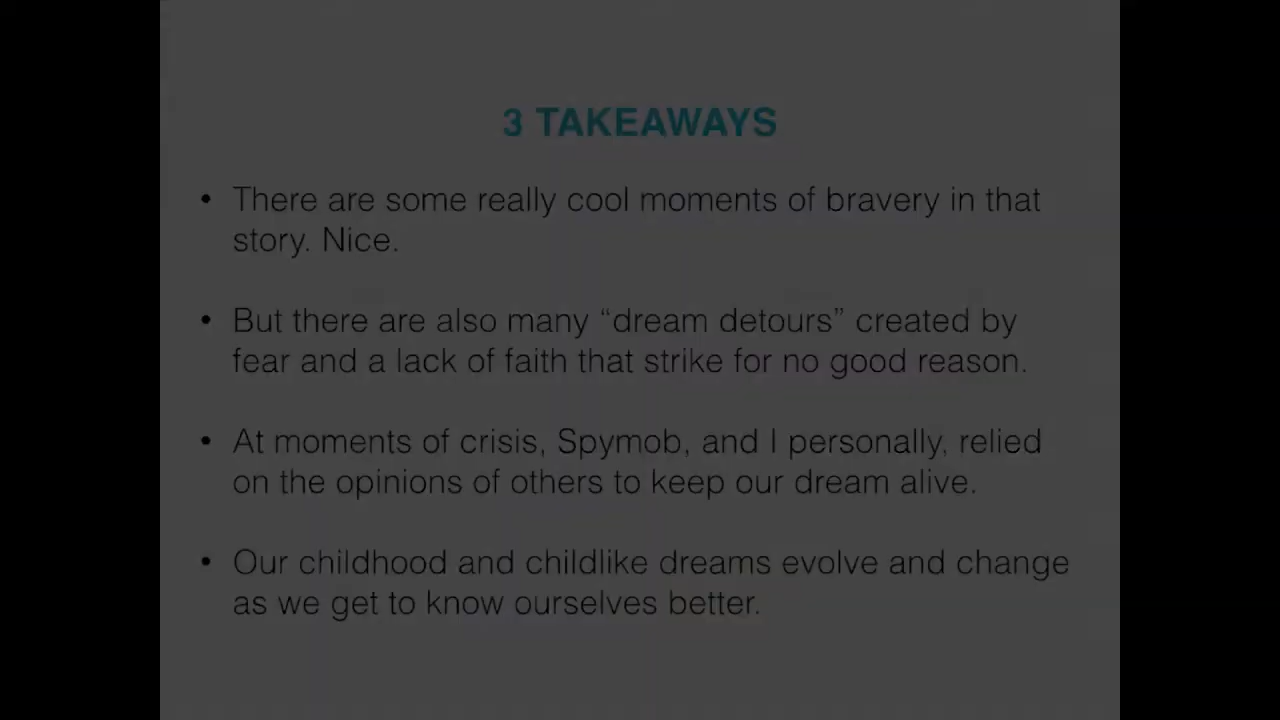 3 TAKEAWAYS
• There are some really cool moments of bravery in that
story. Nice.
• But there are also many “dream detours” created by
fear and a lack of faith that strike for no good reason.
• At moments of crisis, Spymob, and I personally, relied
on the opinions of others to keep our dream alive.
• Our childhood and childlike dreams evolve and change
as we get to know ourselves better.